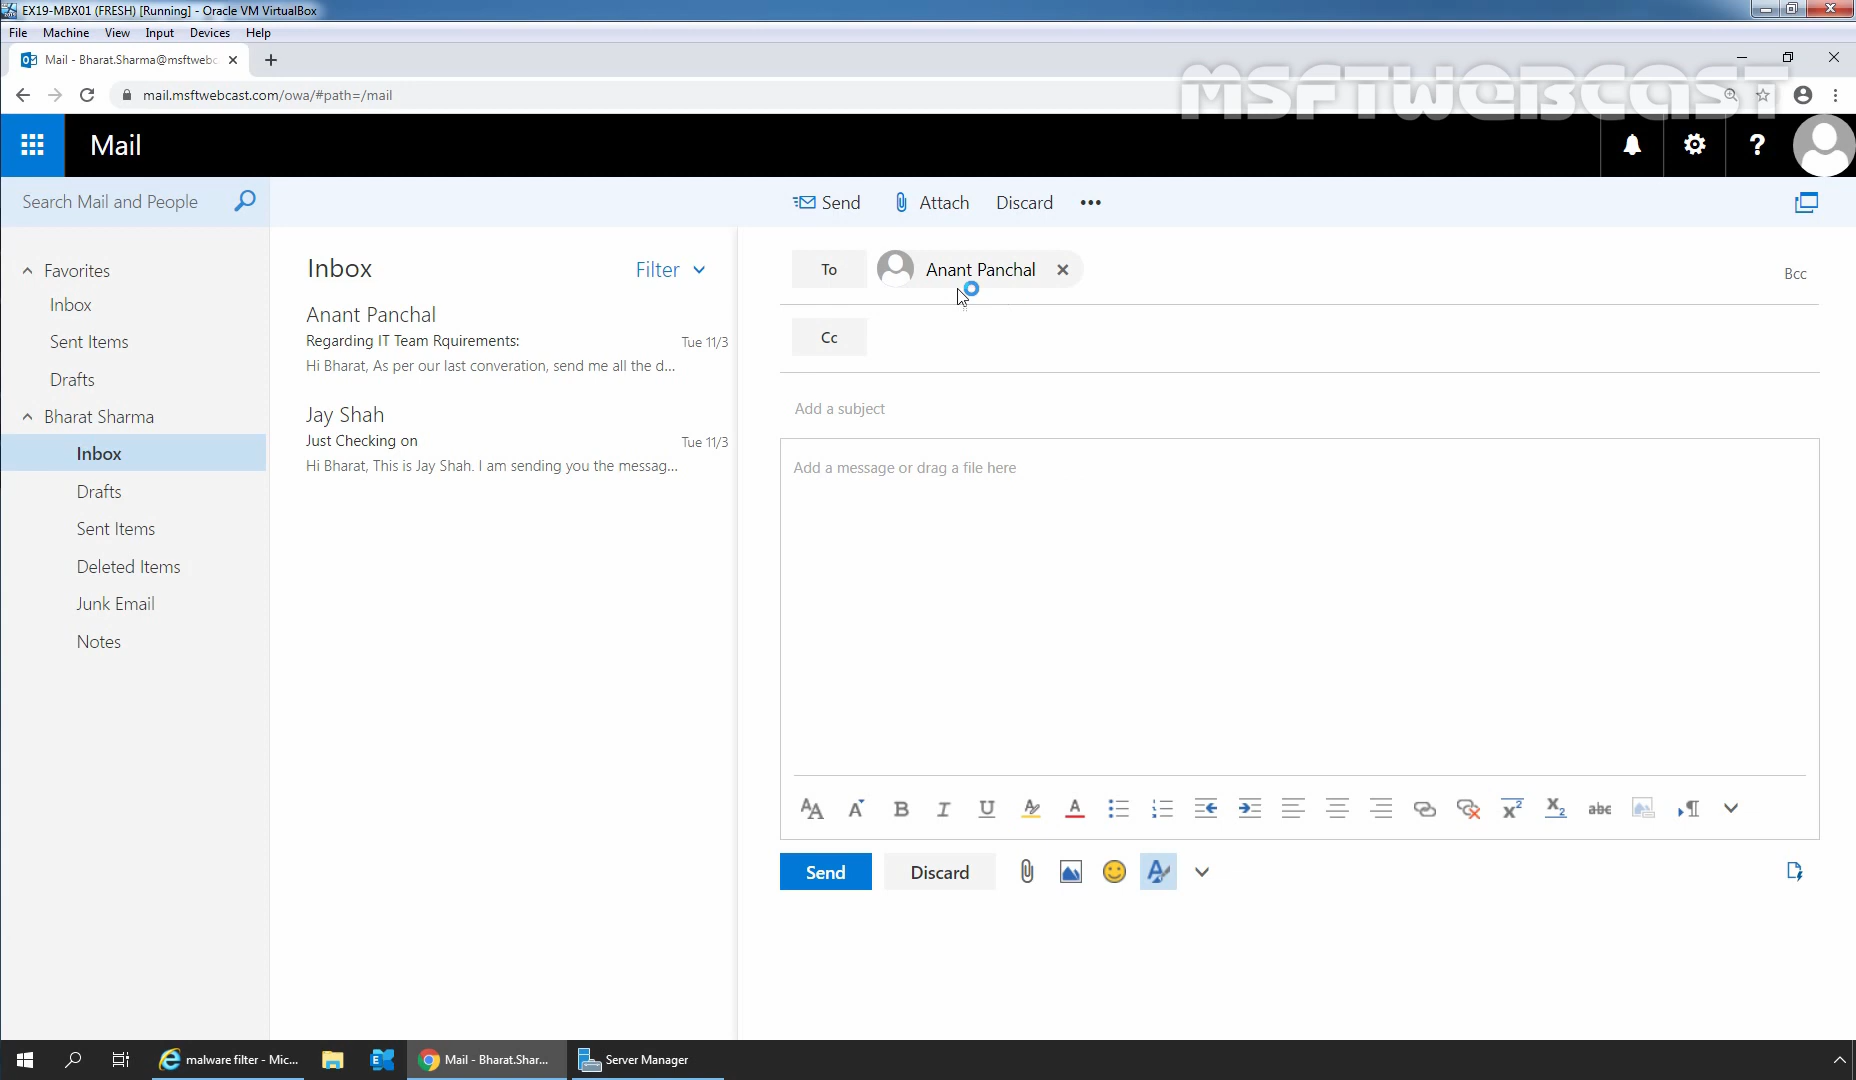 EX19-MBX01 (FRESH) [Running] - Oracle VM VirtualBox
File Machine View Input Devices Help
Mail - Bharat.Sharma@msftwebc
mail.msftwebcast.com/owa/#path=/mail
MSFTWEBCAST
Mail
?
Search Mail and People
Send Attach Discard •••
Favorites
Inbox
Sent Items
Drafts
Bharat Sharma
Inbox
Drafts
Sent Items
Deleted Items
Junk Email
Notes
Inbox Filter
Anant Panchal
Regarding IT Team Rquirements: Tue 11/3
Hi Bharat, As per our last converation, send me all the d...
Jay Shah
Just Checking on Tue 11/3
Hi Bharat, This is Jay Shah. I am sending you the messag...
To Anant Panchal Bcc
Cc
Add a subject
Add a message or drag a file here
Send Discard
malware filter - Mic... Mail - Bharat.Shar... Server Manager